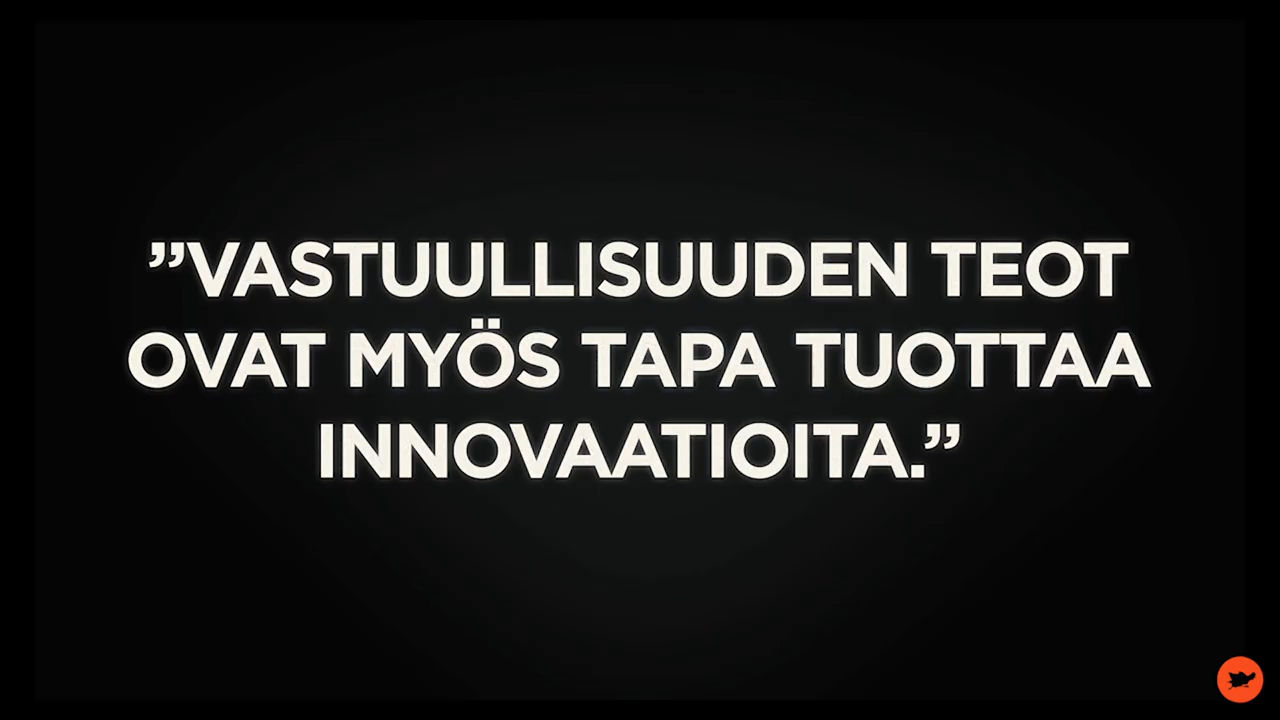 ”VASTUULLISUUDEN TEOT
OVAT MYÖS TAPA TUOTTAA
INNOVAATIOITA.”